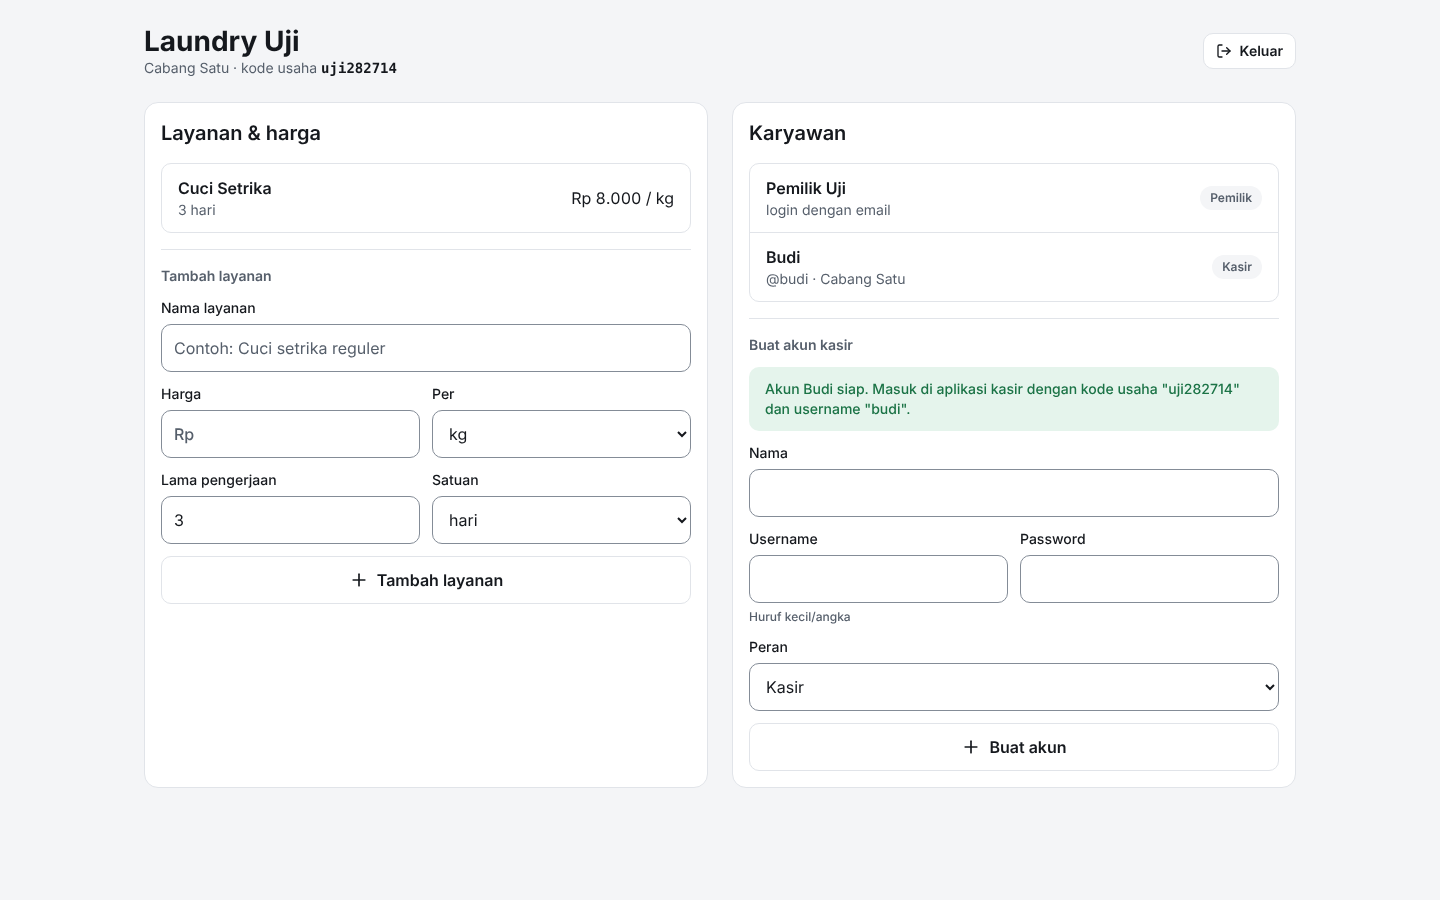 Laundry Uji
Cabang Satu · kode usaha uji282714
Keluar
Layanan & harga
Cuci Setrika
3 hari
Rp 8.000 / kg
Tambah layanan
Nama layanan
Contoh: Cuci setrika reguler
Harga
Per
Rp
kg
Lama pengerjaan
Satuan
3
hari
Tambah layanan
Karyawan
Pemilik Uji
login dengan email
Pemilik
Budi
@budi · Cabang Satu
Kasir
Buat akun kasir
Akun Budi siap. Masuk di aplikasi kasir dengan kode usaha "uji282714"
dan username "budi".
Nama
Username
Password
Huruf kecil/angka
Peran
Kasir
Buat akun